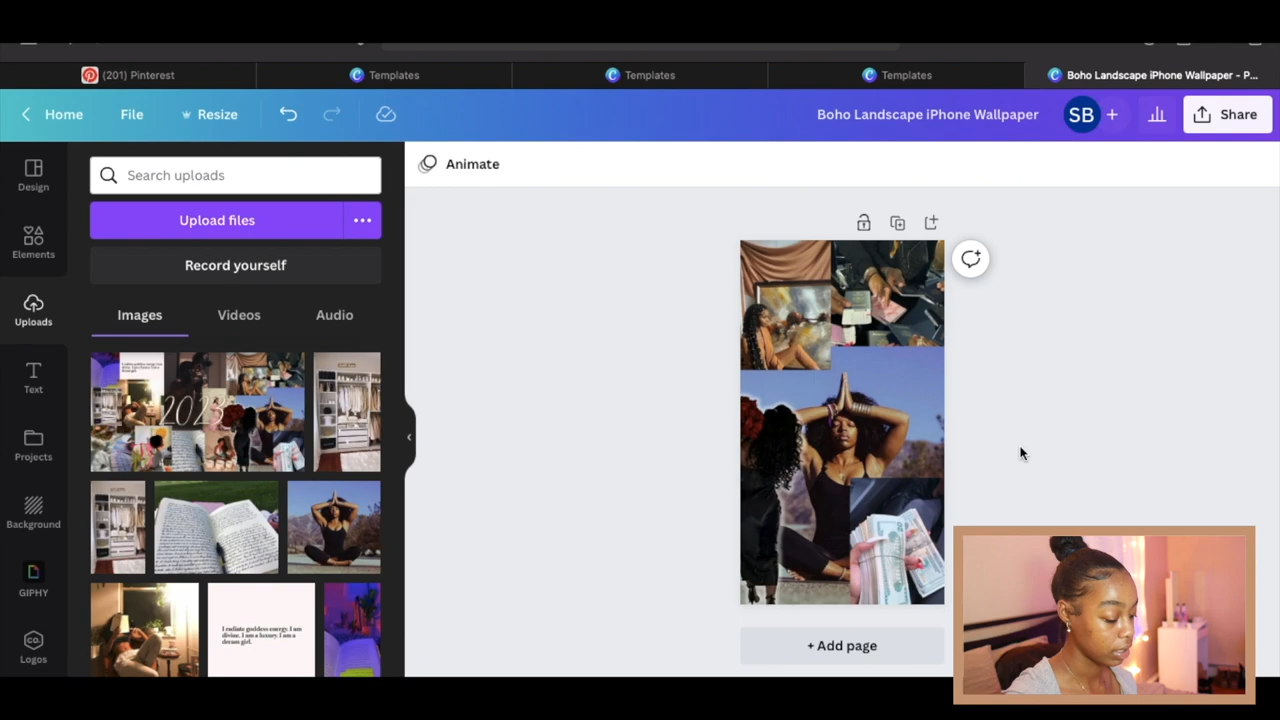 (201) Pinterest
Templates
Templates
Templates
Boho Landscape iPhone Wallpaper - P...
Home
File
Resize
Boho Landscape iPhone Wallpaper
SB
+
Share
Design
Elements
Uploads
Text
Projects
Background
GIPHY
CO.
Logos
Search uploads
Upload files
Record yourself
Images
Videos
Audio
2023
I radiate goddess energy. I am
divine. I am a luxury. I am a
dream girl.
Animate
+ Add page